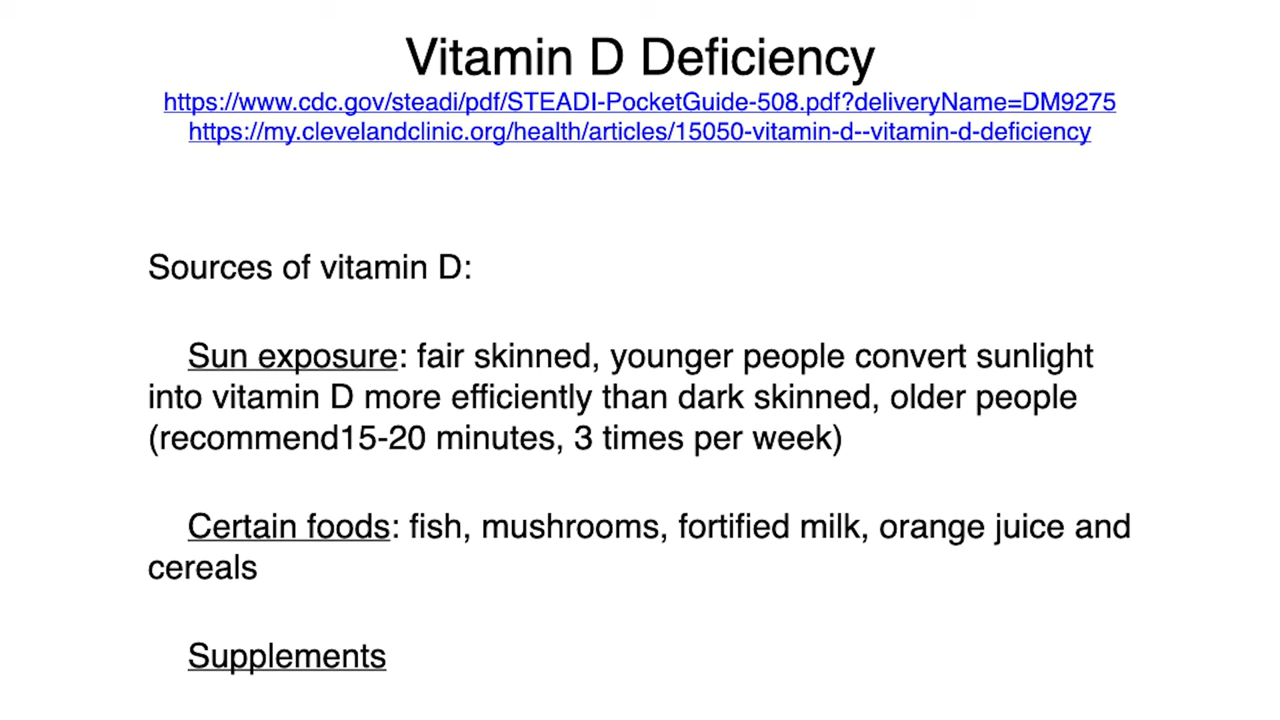 Vitamin D Deficiency
https://www.cdc.gov/steadi/pdf/STEADI-PocketGuide-508.pdf?deliveryName=DM9275
https://my.clevelandclinic.org/health/articles/15050-vitamin-d--vitamin-d-deficiency
Sources of vitamin D:
Sun exposure: fair skinned, younger people convert sunlight
into vitamin D more efficiently than dark skinned, older people
(recommend15-20 minutes, 3 times per week)
Certain foods: fish, mushrooms, fortified milk, orange juice and
cereals
Supplements